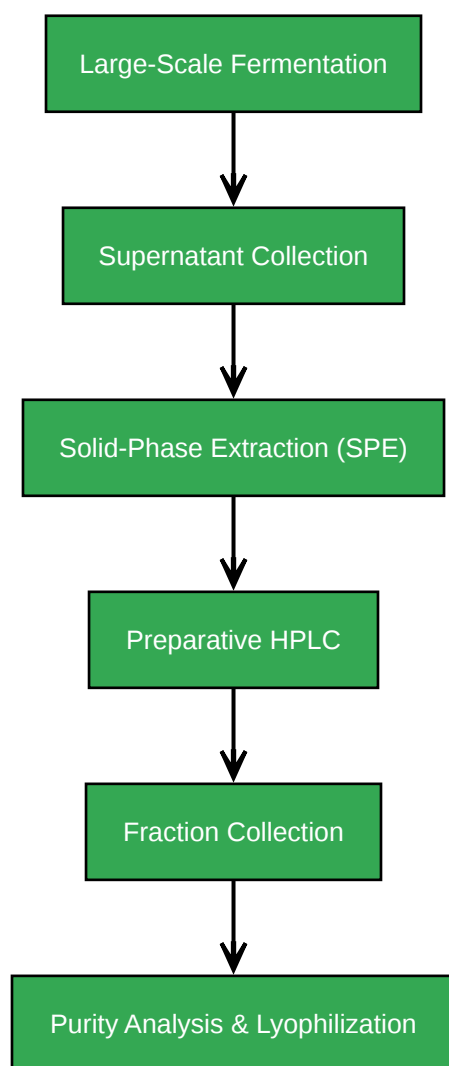 Large-Scale Fermentation
Supernatant Collection
Solid-Phase Extraction (SPE)
Preparative HPLC
Fraction Collection
Purity Analysis & Lyophilization